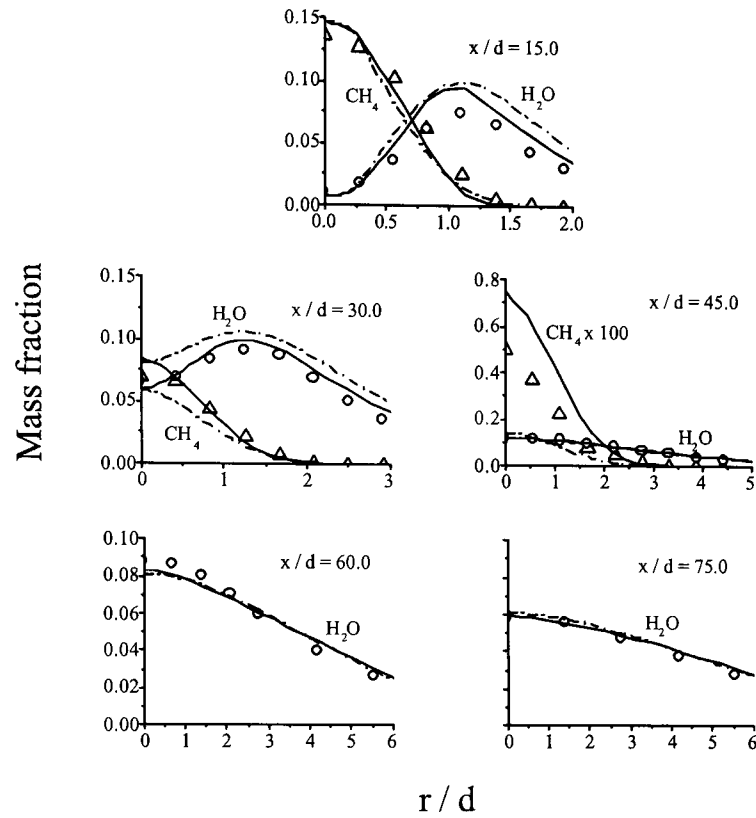 0.15
x / d = 15.0
0.10
CH4
H2O
0.05
0.00
0.0 0.5 1.0 1.5 2.0
Mass fraction
0.15
H2O
x / d = 30.0
0.10
0.05
CH4
0.00
0 1 2 3
0.8
x / d = 45.0
CH4 x 100
0.6
0.4
0.2
H2O
0.0
0 1 2 3 4 5
0.10
x / d = 60.0
0.08
0.06
H2O
0.04
0.02
0.00
0 1 2 3 4 5 6
x / d = 75.0
H2O
0 1 2 3 4 5 6
r / d